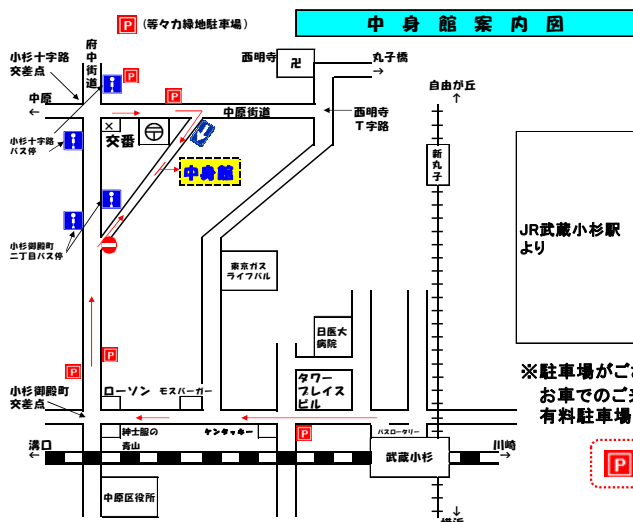 P (等々力緑地駐車場)
中身館案内図
小杉十字路
交差点
府中街道
P
西明寺
卍
丸子橋
→
自由が丘
↑
中原
←
P
中原街道
西明寺
T字路
小杉十字路
バス停
×
交番
〒
中身館
新丸子
小杉御殿町
二丁目バス停
JR武蔵小杉駅
より
東京ガス
ライフバル
日医大
病院
P
P
※駐車場がござ
お車でのご来
有料駐車場
小杉御殿町
交差点
ローソン
モスバーガー
タワー
プレイス
ビル
紳士服の
青山
ケンタッキー
P
バスロータリー
溝口
←
武蔵小杉
川崎
→
P
中原区役所
↓
横浜